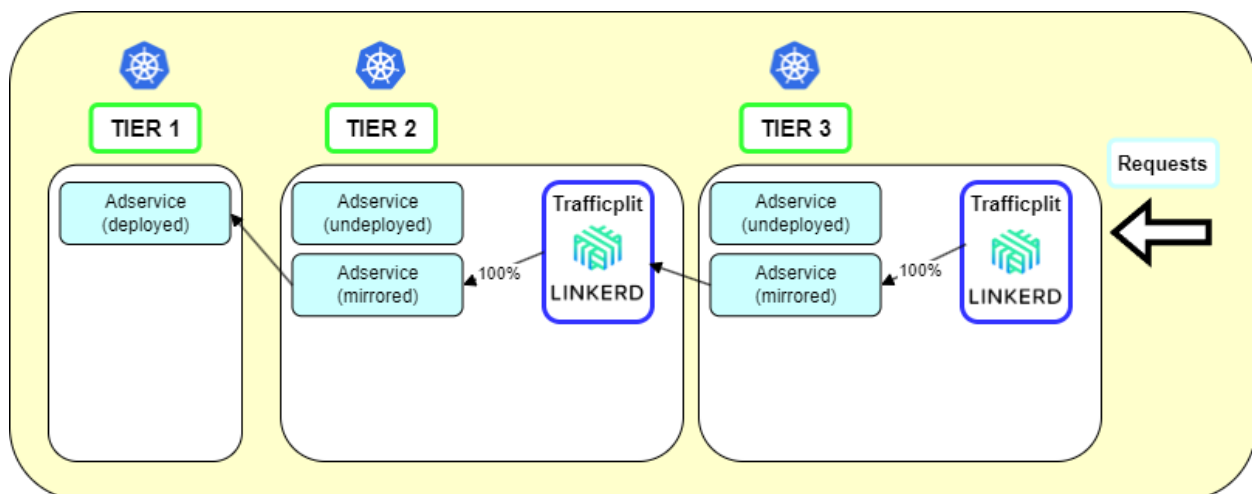 TIER 1
TIER 2
TIER 3
Requests
Adservice
(deployed)
Adservice
(undeployed)
Adservice
(mirrored)
100%
Trafficplit
LINKERD
Adservice
(undeployed)
Adservice
(mirrored)
100%
Trafficplit
LINKERD